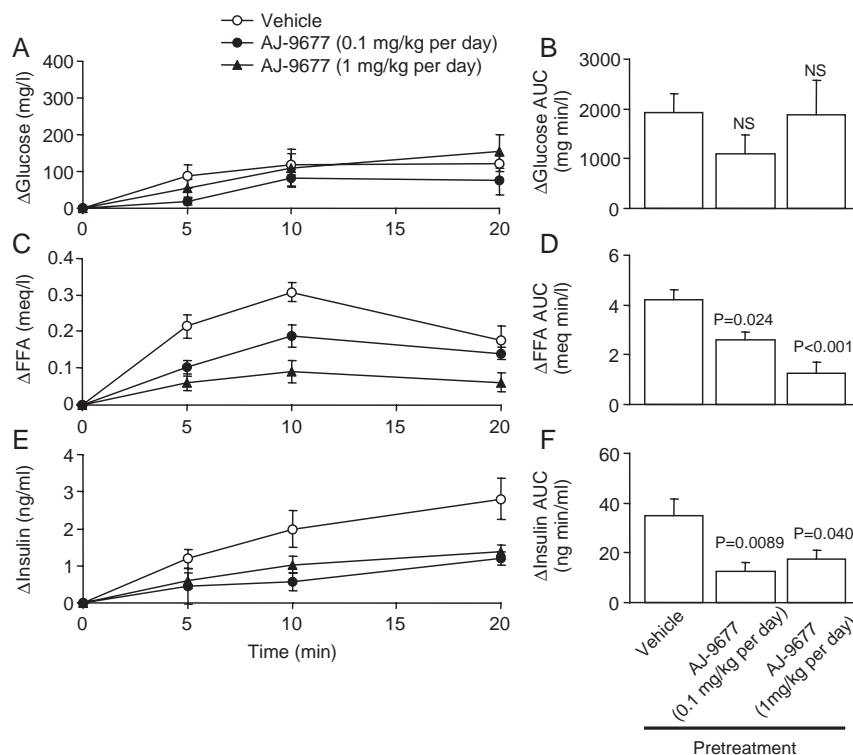 Vehicle
AJ-9677 (0.1 mg/kg per day)
AJ-9677 (1 mg/kg per day)
A
ΔGlucose (mg/l)
400
300
200
100
0
0 5 10 15 20
B
ΔGlucose AUC
(mg min/l)
3000
2000
1000
0
NS
NS
C
ΔFFA (meq/l)
0.3
0.2
0.1
0
0 5 10 15 20
D
ΔFFA AUC
(meq min/l)
6
4
2
0
P=0.024
P<0.001
E
ΔInsulin (ng/ml)
4
3
2
1
0
0 5 10 15 20
Time (min)
F
ΔInsulin AUC
(ng min/ml)
60
40
20
0
P=0.0089
P=0.040
Vehicle
AJ-9677
(0.1 mg/kg per day)
AJ-9677
(1mg/kg per day)
Pretreatment